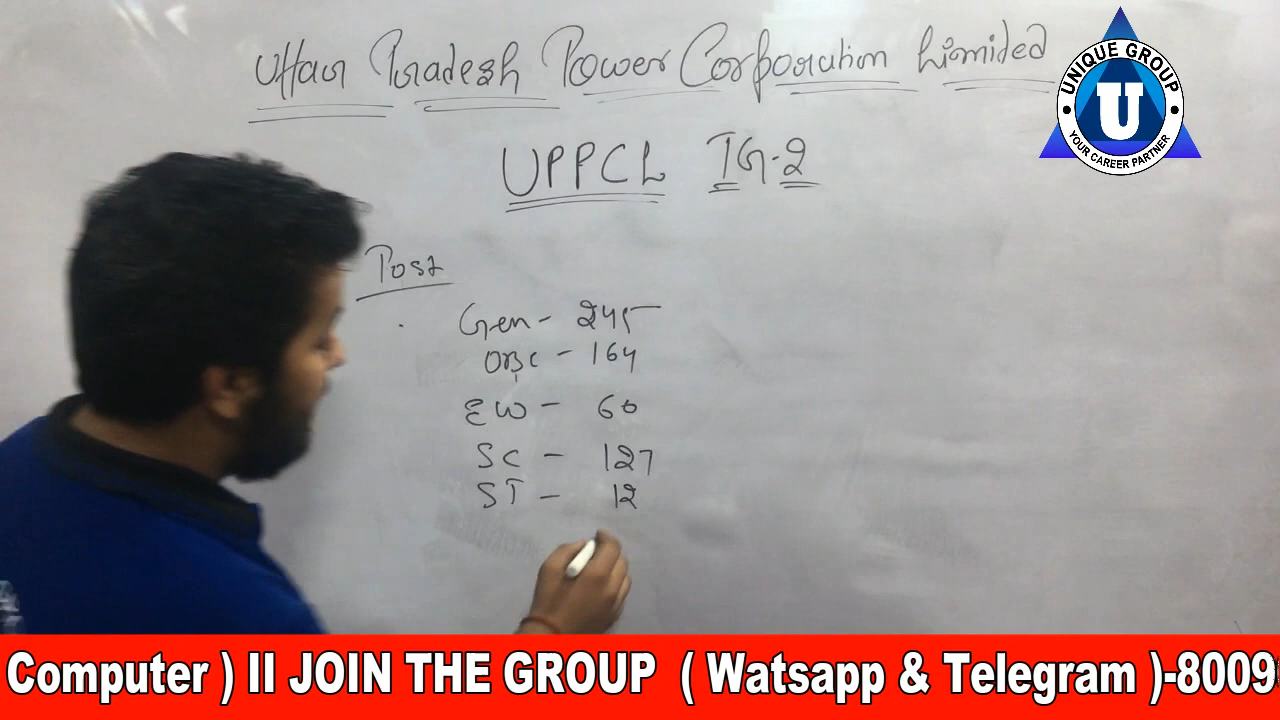 Uttar Pradesh Power Corporation Limited
UNIQUE GROUP
U
YOUR CAREER PARTNER
UPPCL TG-2
Post
Gen - 245
OBC - 164
EW - 60
SC - 127
ST - 12
Computer ) II JOIN THE GROUP ( Watsapp & Telegram )-8009